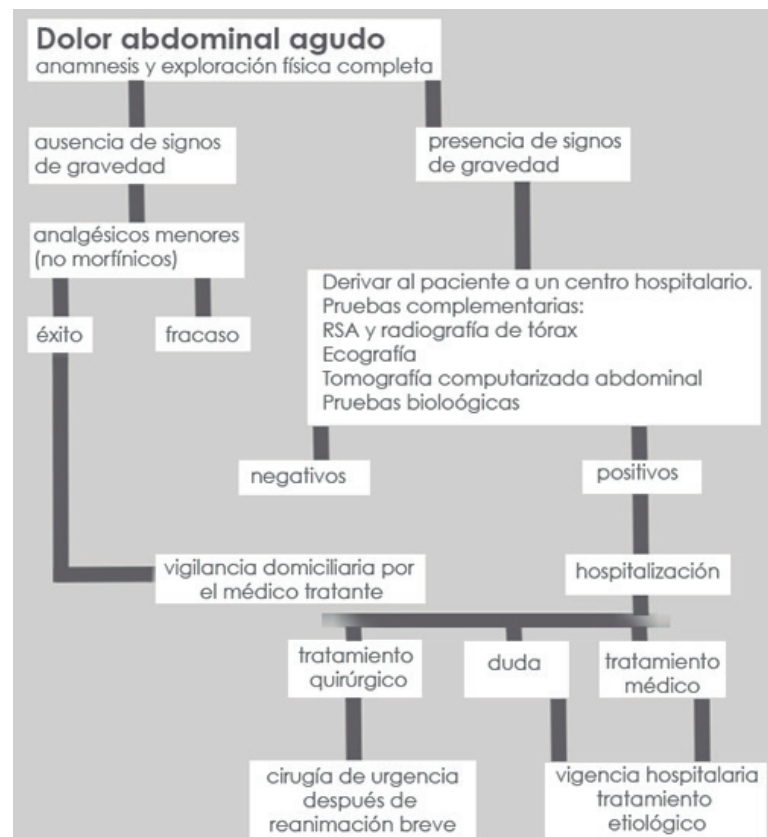 Dolor abdominal agudo
anamnesis y exploración física completa
ausencia de signos
de gravedad
presencia de signos
de gravedad
analgésicos menores
(no morfínicos)
Derivar al paciente a un centro hospitalario.
Pruebas complementarias:
RSA y radiografía de tórax
Ecografía
Tomografía computarizada abdominal
Pruebas bioloógicas
éxito
fracaso
negativos
positivos
vigilancia domiciliaria por
el médico tratante
hospitalización
tratamiento
quirúrgico
duda
tratamiento
médico
cirugía de urgencia
después de
reanimación breve
vigencia hospitalaria
tratamiento
etiológico